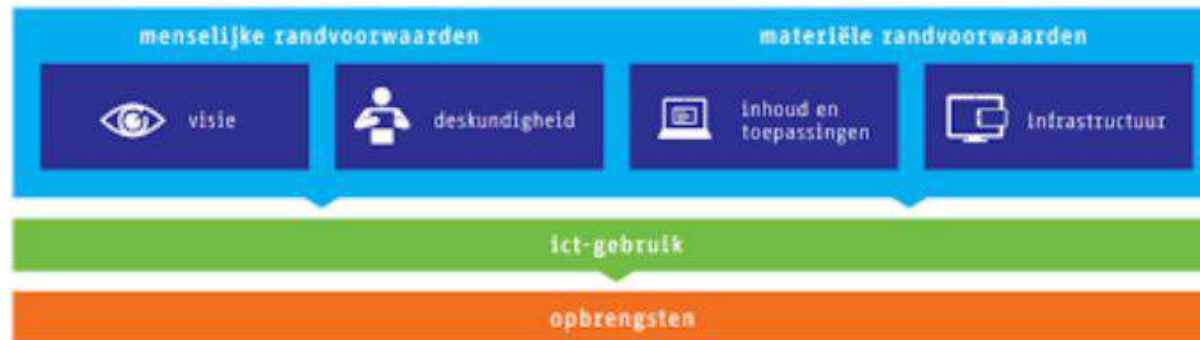 menselijke randvoorwaarden
materiële randvoorwaarden
visie
deskundigheid
inhoud en
toepassingen
infrastructuur
ict-gebruik
opbrengsten